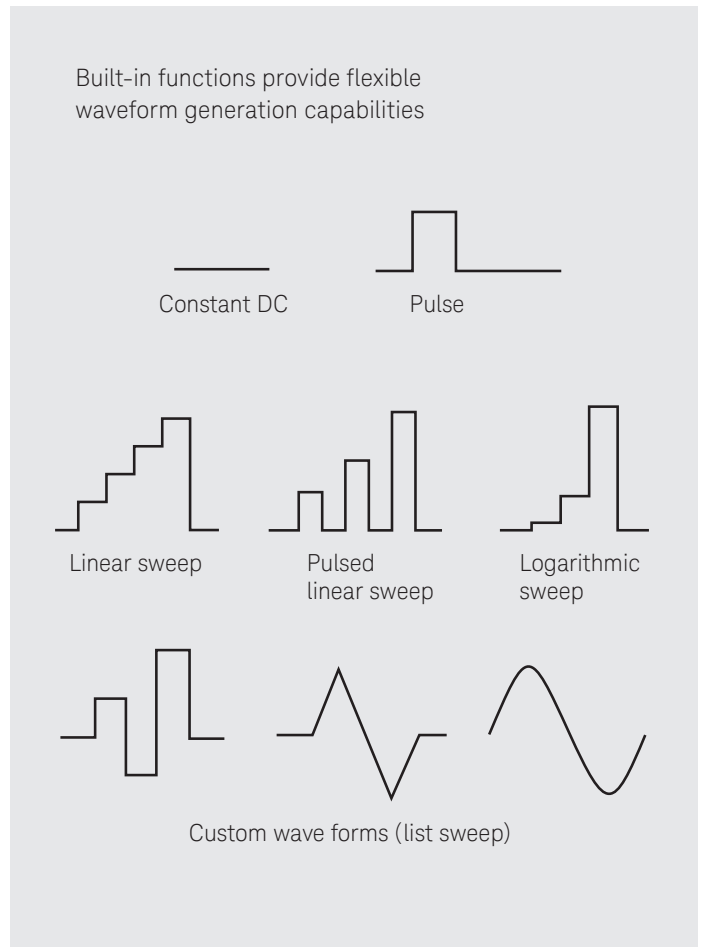 Built-in functions provide flexible
waveform generation capabilities
Constant DC
Pulse
Linear sweep
Pulsed
linear sweep
Logarithmic
sweep
Custom wave forms (list sweep)